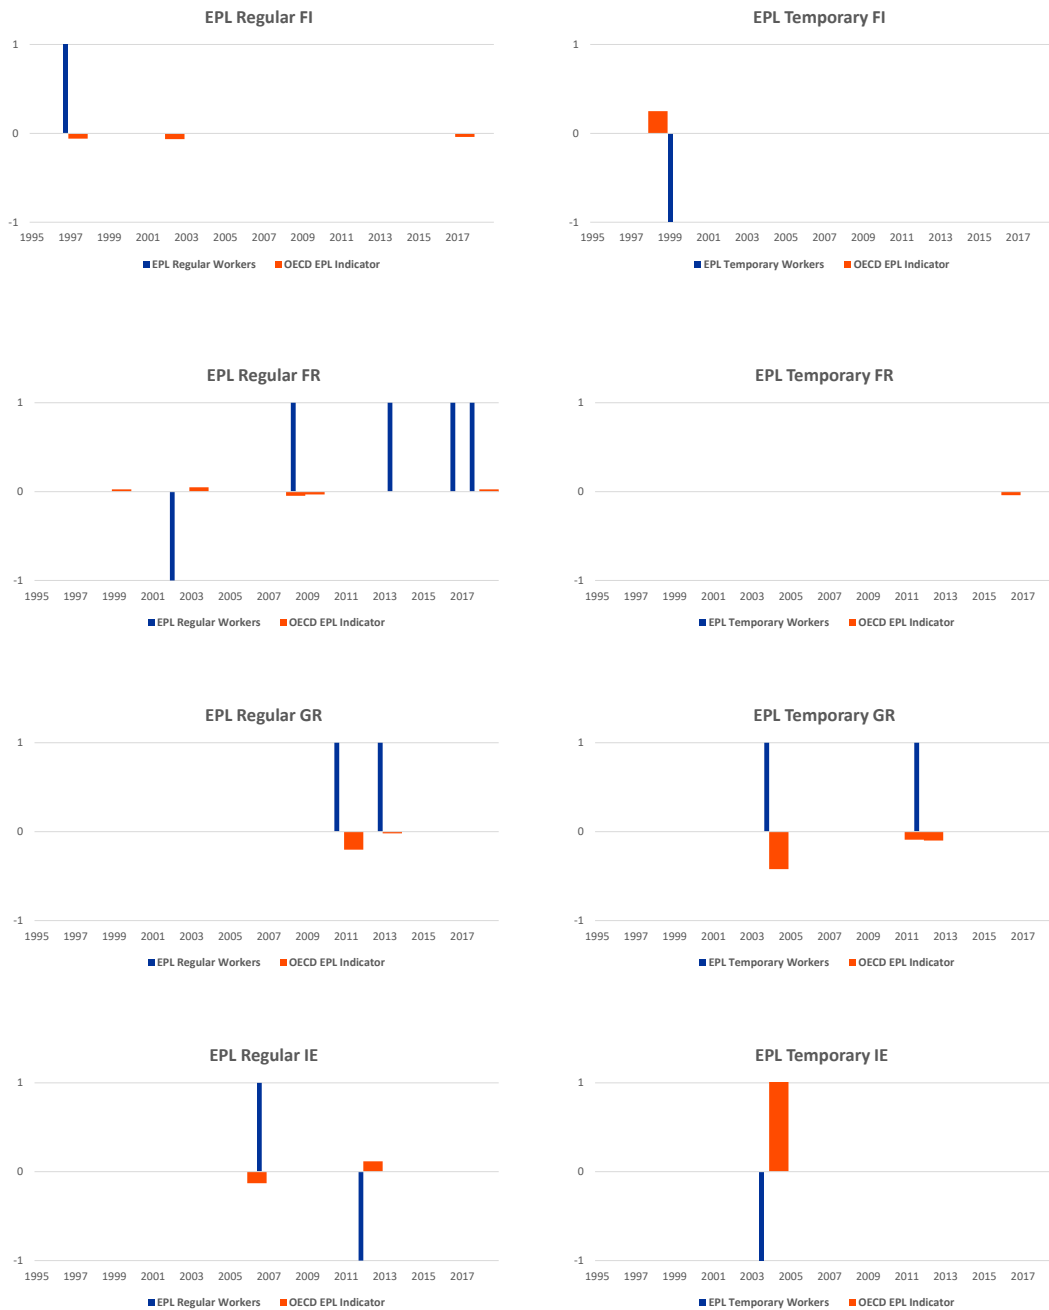 EPL Regular FI
1
0
-1
1995 1997 1999 2001 2003 2005 2007 2009 2011 2013 2015 2017
EPL Regular Workers OECD EPL Indicator
EPL Temporary FI
1
0
-1
1995 1997 1999 2001 2003 2005 2007 2009 2011 2013 2015 2017
EPL Temporary Workers OECD EPL Indicator
EPL Regular FR
1
0
-1
1995 1997 1999 2001 2003 2005 2007 2009 2011 2013 2015 2017
EPL Regular Workers OECD EPL Indicator
EPL Temporary FR
1
0
-1
1995 1997 1999 2001 2003 2005 2007 2009 2011 2013 2015 2017
EPL Temporary Workers OECD EPL Indicator
EPL Regular GR
1
0
-1
1995 1997 1999 2001 2003 2005 2007 2009 2011 2013 2015 2017
EPL Regular Workers OECD EPL Indicator
EPL Temporary GR
1
0
-1
1995 1997 1999 2001 2003 2005 2007 2009 2011 2013 2015 2017
EPL Temporary Workers OECD EPL Indicator
EPL Regular IE
1
0
-1
1995 1997 1999 2001 2003 2005 2007 2009 2011 2013 2015 2017
EPL Regular Workers OECD EPL Indicator
EPL Temporary IE
1
0
-1
1995 1997 1999 2001 2003 2005 2007 2009 2011 2013 2015 2017
EPL Temporary Workers OECD EPL Indicator